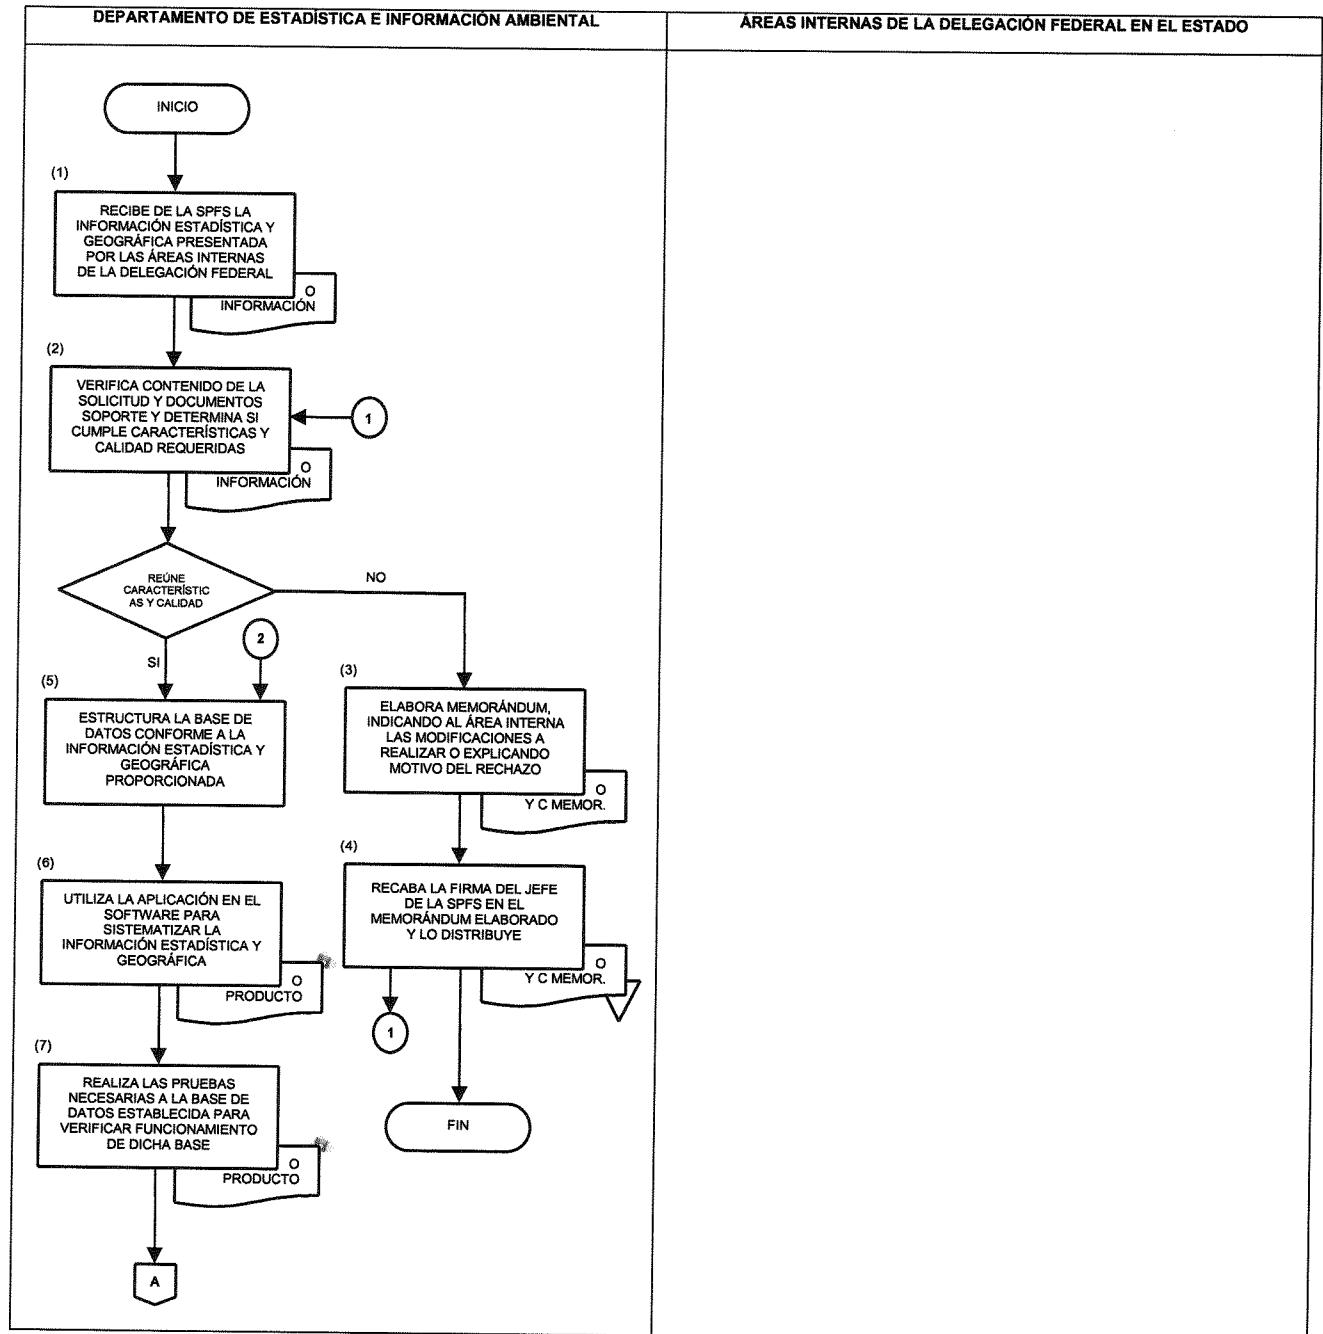 DEPARTAMENTO DE ESTADÍSTICA E INFORMACIÓN AMBIENTAL
ÁREAS INTERNAS DE LA DELEGACIÓN FEDERAL EN EL ESTADO
INICIO
(1)
RECIBE DE LA SPFS LA
INFORMACIÓN ESTADÍSTICA Y
GEOGRÁFICA PRESENTADA
POR LAS ÁREAS INTERNAS
DE LA DELEGACIÓN FEDERAL
O
INFORMACIÓN
(2)
VERIFICA CONTENIDO DE LA
SOLICITUD Y DOCUMENTOS
SOPORTE Y DETERMINA SI
CUMPLE CARACTERÍSTICAS Y
CALIDAD REQUERIDAS
1
O
INFORMACIÓN
REÚNE
CARACTERÍSTIC
AS Y CALIDAD
NO
SI
2
(5)
ESTRUCTURA LA BASE DE
DATOS CONFORME A LA
INFORMACIÓN ESTADÍSTICA Y
GEOGRÁFICA
PROPORCIONADA
(3)
ELABORA MEMORÁNDUM,
INDICANDO AL ÁREA INTERNA
LAS MODIFICACIONES A
REALIZAR O EXPLICANDO
MOTIVO DEL RECHAZO
O
Y C MEMOR.
(6)
UTILIZA LA APLICACIÓN EN EL
SOFTWARE PARA
SISTEMATIZAR LA
INFORMACIÓN ESTADÍSTICA Y
GEOGRÁFICA
O
PRODUCTO
(4)
RECABA LA FIRMA DEL JEFE
DE LA SPFS EN EL
MEMORÁNDUM ELABORADO
Y LO DISTRIBUYE
O
Y C MEMOR.
1
(7)
REALIZA LAS PRUEBAS
NECESARIAS A LA BASE DE
DATOS ESTABLECIDA PARA
VERIFICAR FUNCIONAMIENTO
DE DICHA BASE
O
PRODUCTO
FIN
A